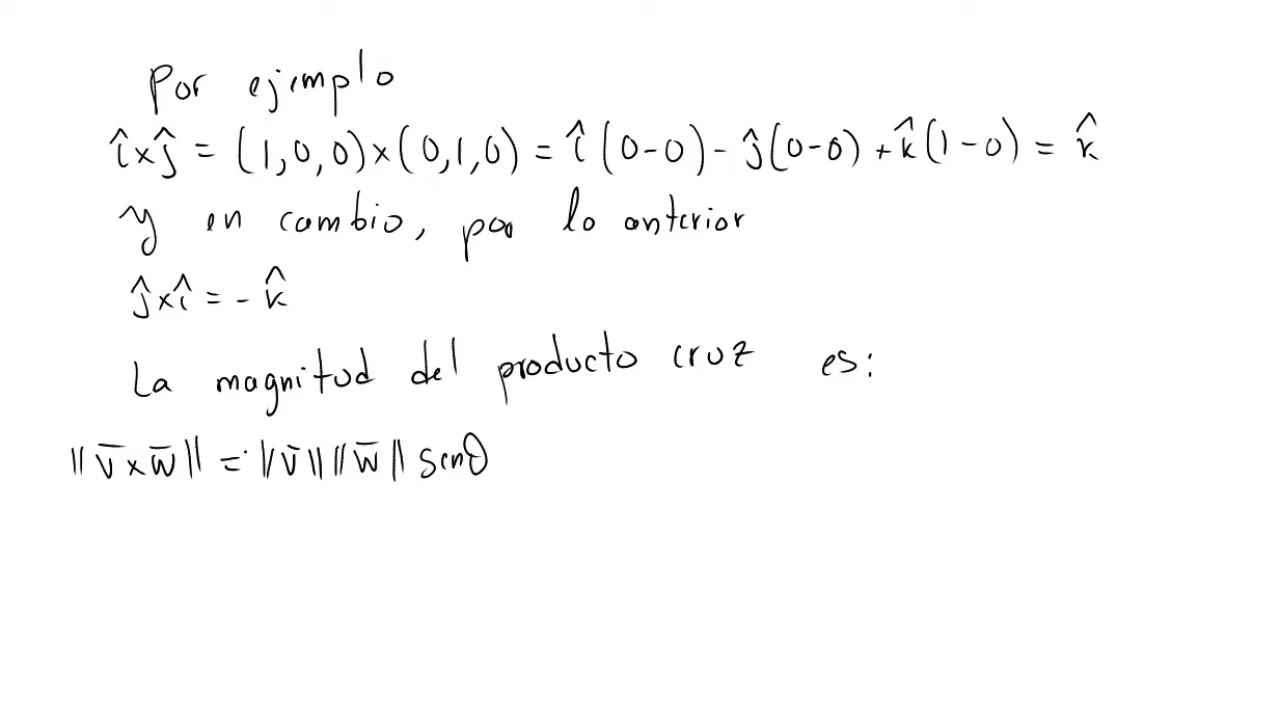 Por ejemplo
î×ĵ = (1,0,0)×(0,1,0) = î(0-0) - ĵ(0-0) + k̂(1-0) = k̂
y en cambio, por lo anterior
ĵ×î = - k̂
La magnitud del producto cruz es:
‖v̄×w̄‖ = ‖v̄‖‖w̄‖ senθ